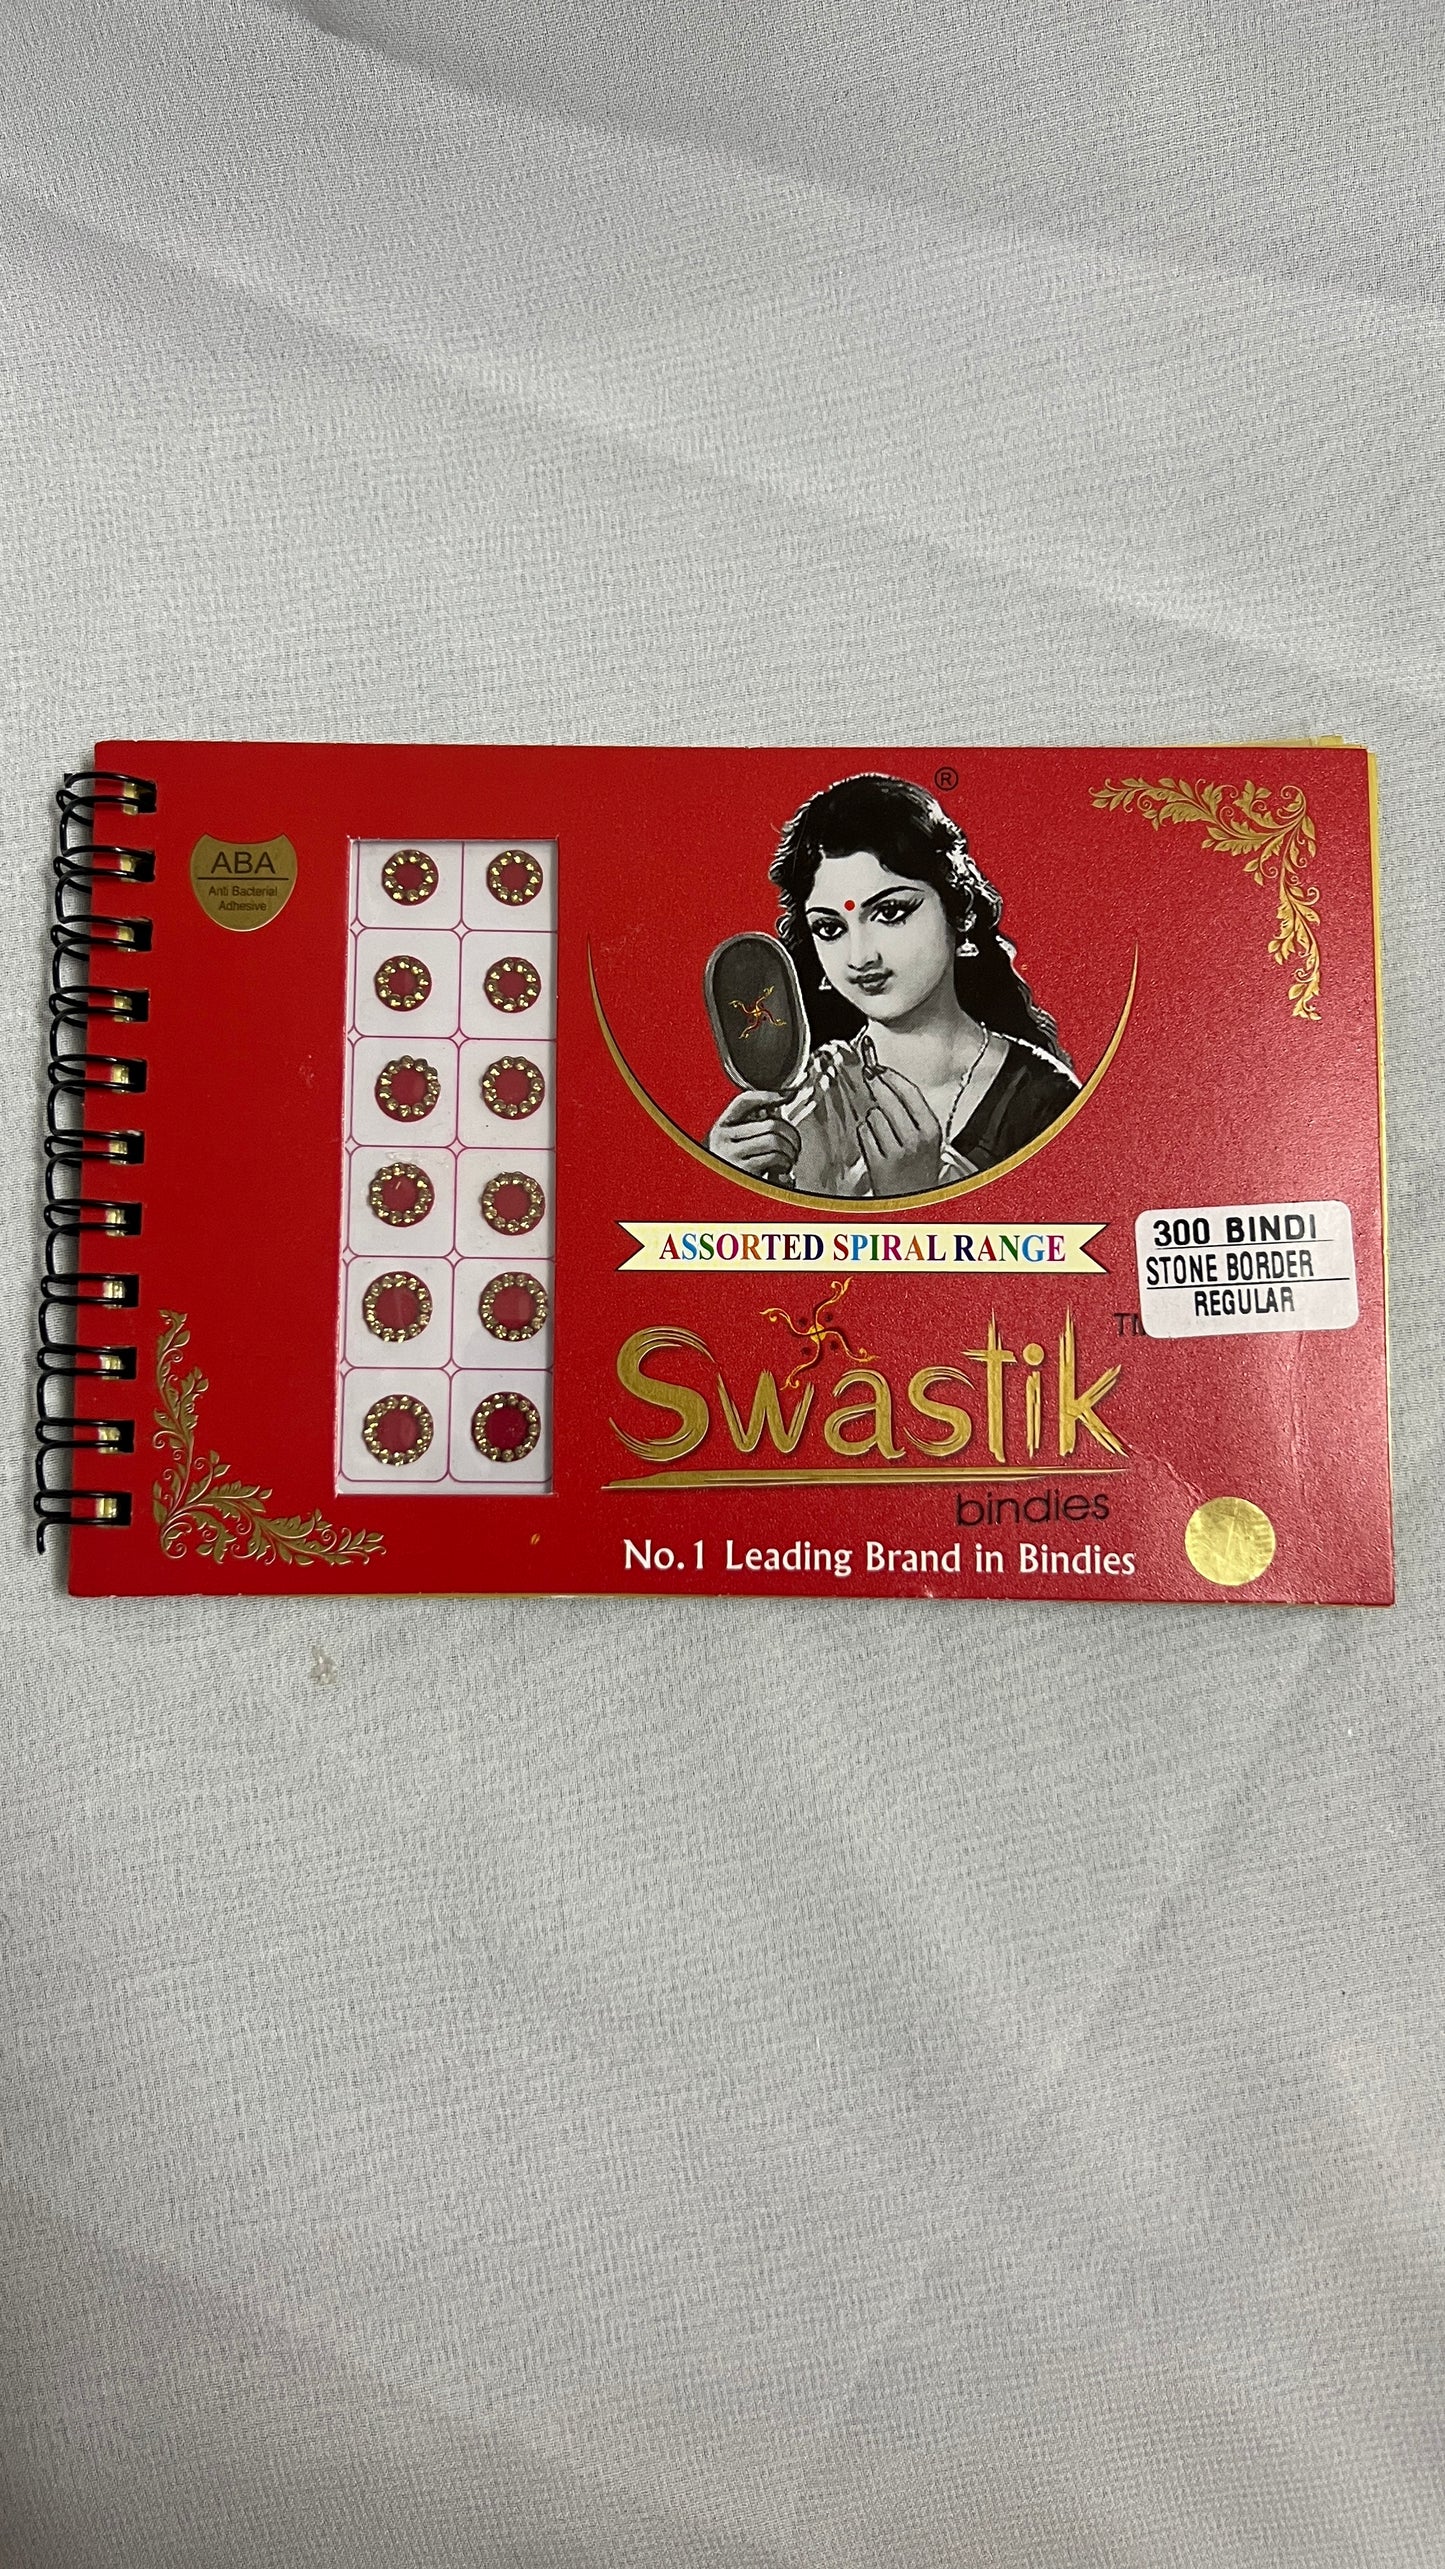 ®
ABA
Anti Bacterial
Adhesive
ASSORTED SPIRAL RANGE
300 BINDI
STONE BORDER
REGULAR
Swastik
bindies
No.1 Leading Brand in Bindies